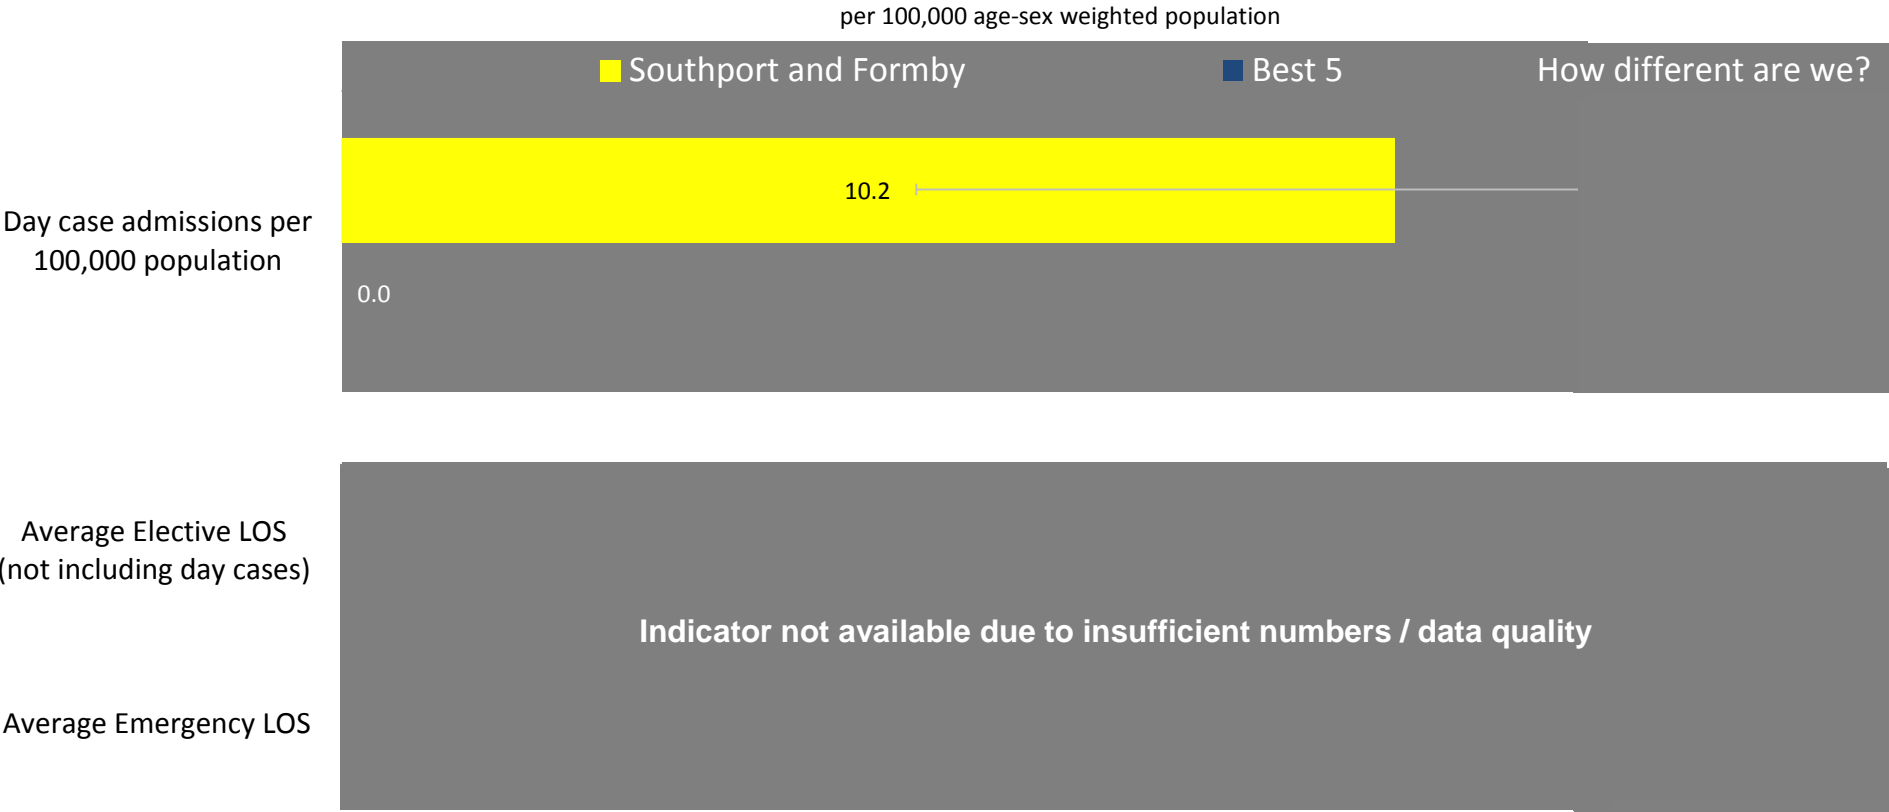 per 100,000 age-sex weighted population
Southport and Formby
Best 5
How different are we?
Day case admissions per
100,000 population
10.2
0.0
Average Elective LOS
(not including day cases)
Indicator not available due to insufficient numbers / data quality
Average Emergency LOS